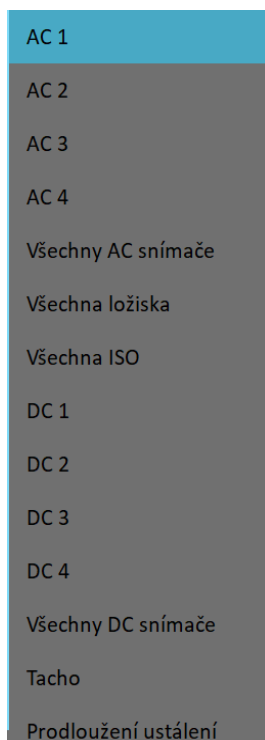 AC 1
AC 2
AC 3
AC 4
Všechny AC snímače
Všechna ložiska
Všechna ISO
DC 1
DC 2
DC 3
DC 4
Všechny DC snímače
Tacho
Prodloužení ustálení